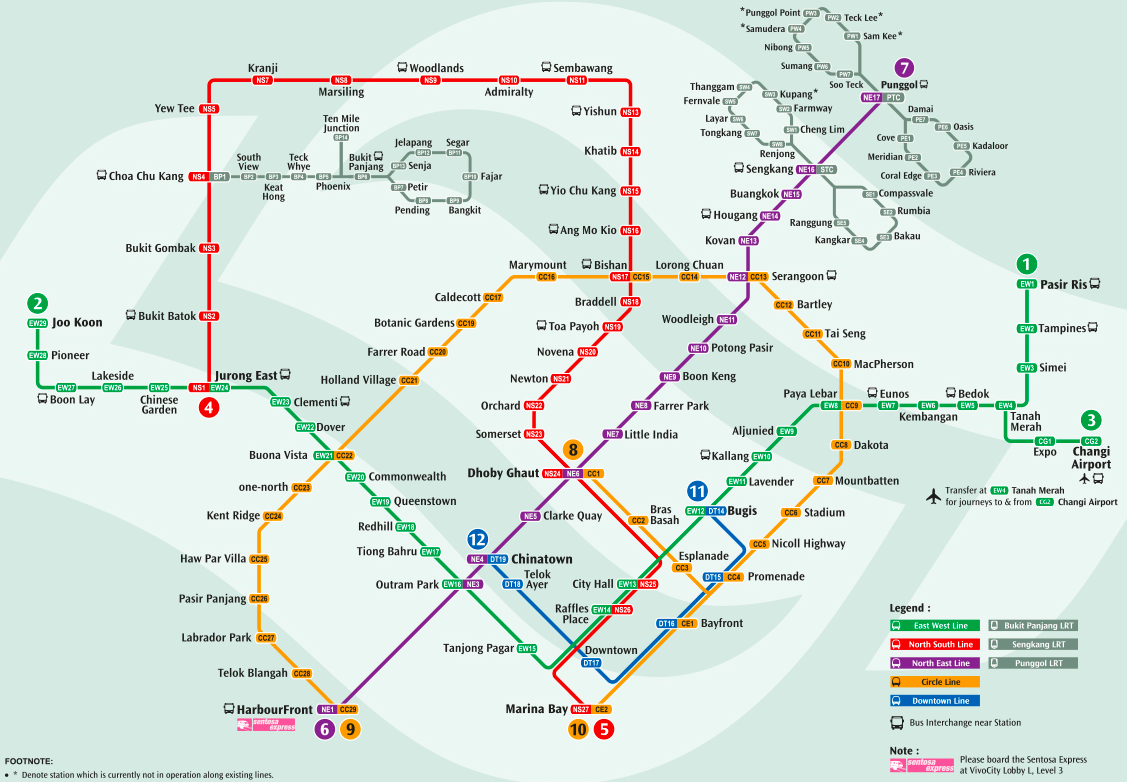 *Punggol Point PW3
PW2 Teck Lee*
*Samudera PW4
PW1 Sam Kee*
Nibong PW5
Sumang PW6
PW7
Soo Teck
7
Punggol
NE17 PTC
Thanggam SW4
SW3 Kupang*
Fernvale SW5
SW2 Farmway
Layar SW6
SW1 Cheng Lim
Tongkang SW7
SW8
Renjong
Damai
PE7
PE6 Oasis
Cove PE1
PE5 Kadaloor
Meridian PE2
Coral Edge PE3
PE4 Riviera
Sengkang NE16 STC
Buangkok NE15
SE1 Compassvale
Hougang NE14
SE2 Rumbia
Ranggung SE5
Kovan NE13
Kangkar SE4
SE3 Bakau
Kranji
NS7
NS8
Marsiling
Woodlands
NS9
NS10
Admiralty
Sembawang
NS11
Yew Tee NS5
Yishun NS13
Khatib NS14
Yio Chu Kang NS15
Ang Mo Kio NS16
Ten Mile
Junction
BP14
Choa Chu Kang NS4 BP1
South
View
BP2
BP3
Keat
Hong
Teck
Whye
BP4
BP5
Phoenix
Bukit
Panjang
BP6
Jelapang
BP12
Segar
BP11
BP13 Senja
BP10 Fajar
BP7 Petir
BP8
Pending
BP9
Bangkit
Bukit Gombak NS3
Bukit Batok NS2
2
EW29 Joo Koon
EW28 Pioneer
EW27
Boon Lay
Lakeside
EW26
EW25
Chinese
Garden
Jurong East
NS1 EW24
4
EW23 Clementi
EW22 Dover
Buona Vista EW21 CC22
EW20 Commonwealth
EW19 Queenstown
Redhill EW18
Tiong Bahru EW17
Outram Park EW16 NE3
Tanjong Pagar EW15
Marymount
CC16
Bishan
NS17 CC15
Lorong Chuan
CC14
NE12 CC13 Serangoon
Caldecott CC17
Botanic Gardens CC19
Farrer Road CC20
Holland Village CC21
one-north CC23
Kent Ridge CC24
Haw Par Villa CC25
Pasir Panjang CC26
Labrador Park CC27
Telok Blangah CC28
HarbourFront NE1 CC29
sentosa
express
6
9
Braddell NS18
Toa Payoh NS19
Novena NS20
Newton NS21
Orchard NS22
Somerset NS23
8
Dhoby Ghaut NS24 NE6 CC1
Woodleigh NE11
NE10 Potong Pasir
NE9 Boon Keng
NE8 Farrer Park
NE7 Little India
NE5 Clarke Quay
12
NE4 DT19 Chinatown
DT18 Telok
Ayer
CC12 Bartley
CC11 Tai Seng
CC10 MacPherson
Paya Lebar
EW8 CC9
EW7 Eunos
EW6
Kembangan
Bedok
EW5
EW4
Tanah
Merah
1
EW1 Pasir Ris
EW2 Tampines
EW3 Simei
3
CG1
Expo
CG2
Changi
Airport
Aljunied EW9
Kallang EW10
EW11 Lavender
11
EW12 DT14 Bugis
CC8 Dakota
CC7 Mountbatten
CC6 Stadium
CC5 Nicoll Highway
DT15 CC4 Promenade
Bras
Basah
CC2
Esplanade
CC3
City Hall EW13 NS25
Raffles
Place
EW14 NS26
DT16 CE1 Bayfront
Downtown
DT17
Marina Bay NS27 CE2
10
5
Transfer at EW4 Tanah Merah
for journeys to & from CG2 Changi Airport
Legend :
East West Line
Bukit Panjang LRT
North South Line
Sengkang LRT
North East Line
Punggol LRT
Circle Line
Downtown Line
Bus Interchange near Station
Note :
sentosa
express
Please board the Sentosa Express
at VivoCity Lobby L, Level 3
FOOTNOTE:
• * Denote station which is currently not in operation along existing lines.